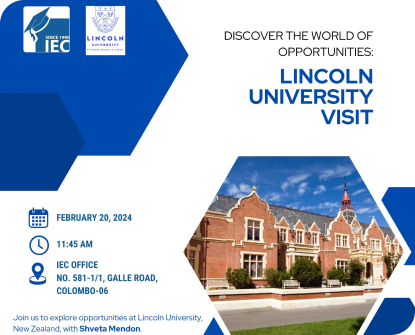 SINCE 1990
IEC
LINCOLN
UNIVERSITY
DISCOVER THE WORLD OF
OPPORTUNITIES:
LINCOLN
UNIVERSITY
VISIT
FEBRUARY 20, 2024
11:45 AM
IEC OFFICE
NO. 581-1/1, GALLE ROAD,
COLOMBO-06
Join us to explore opportunities at Lincoln University,
New Zealand, with Shveta Mendon.